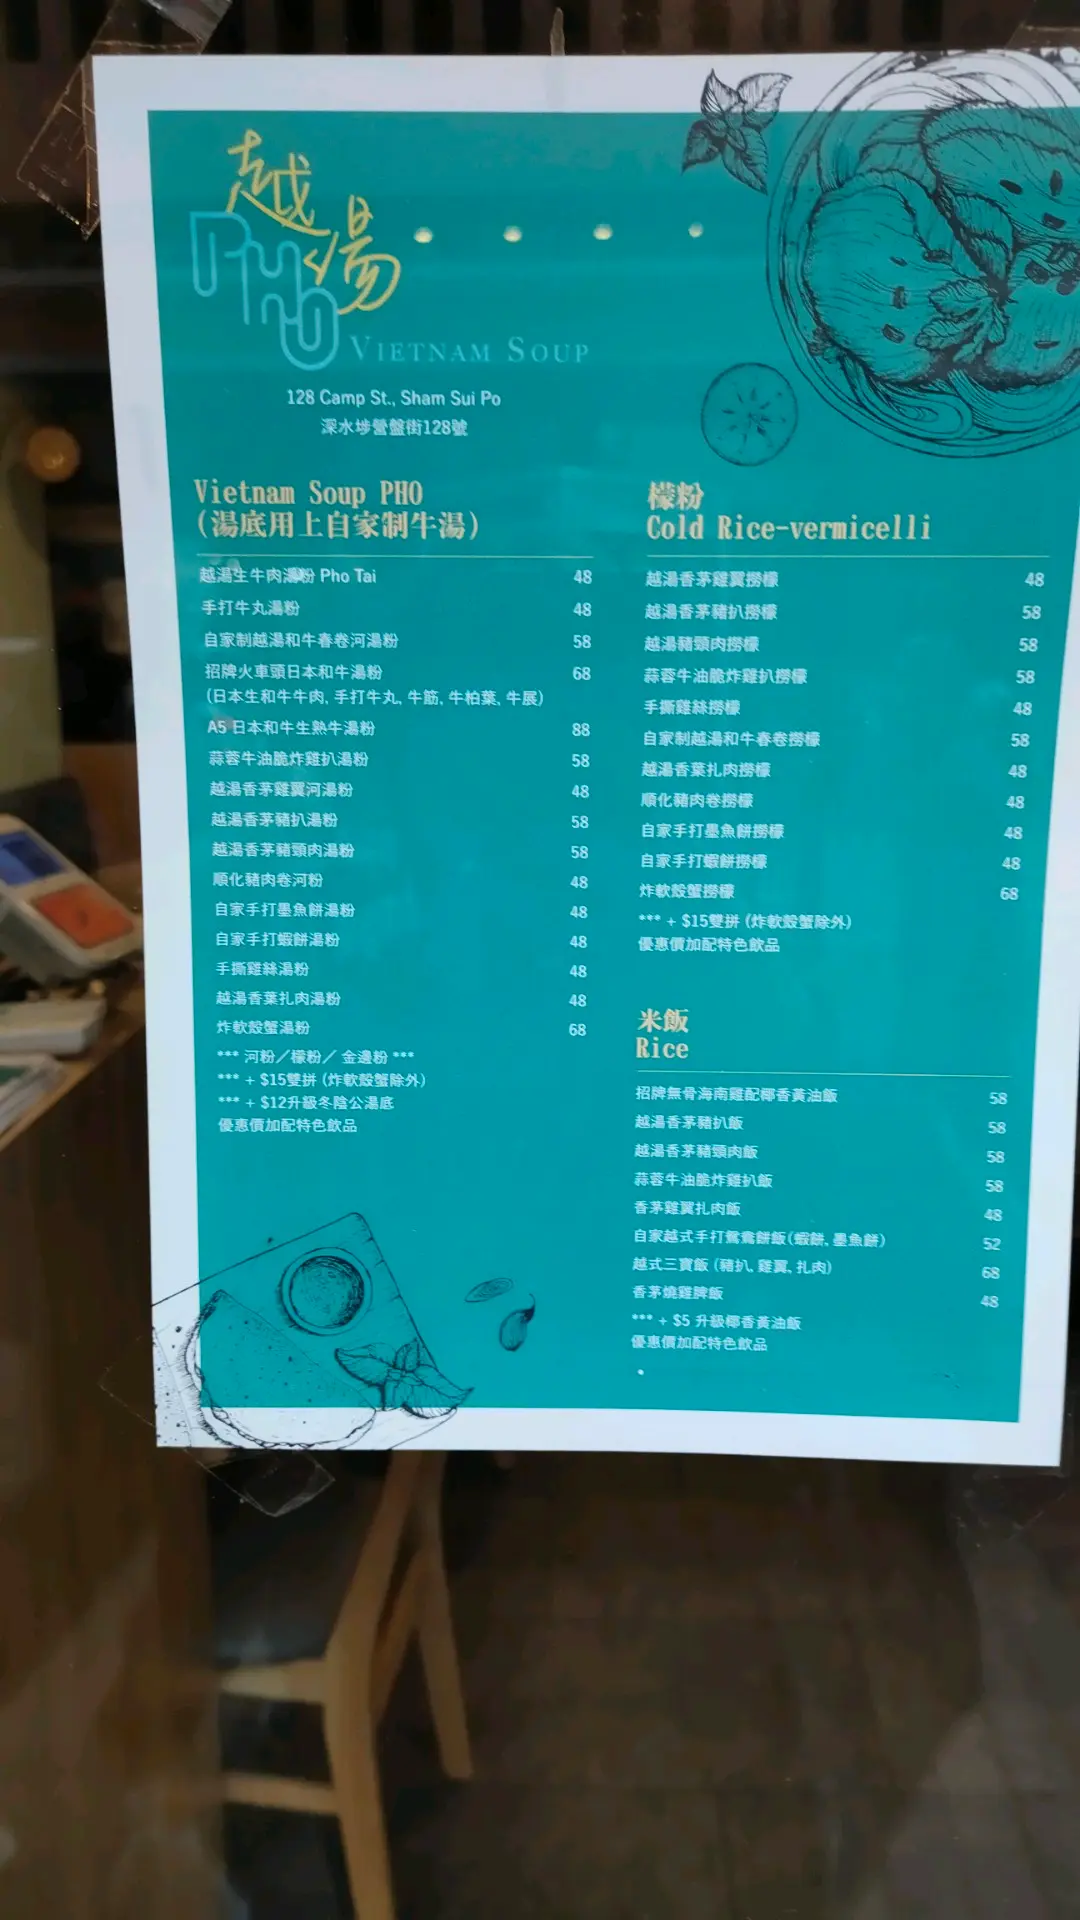 越湯
PHO
VIETNAM SOUP
128 Camp St., Sham Sui Po
深水埗營盤街128號
Vietnam Soup PHO
(湯底用上自家制牛湯)
越湯生牛肉湯粉 Pho Tai 48
手打牛丸湯粉 48
自家制越湯和牛春卷河湯粉 58
招牌火車頭日本和牛湯粉 68
(日本生和牛牛肉, 手打牛丸, 牛筋, 牛柏葉, 牛展)
A5 日本和牛生熟牛湯粉 88
蒜蓉牛油脆炸雞扒湯粉 58
越湯香茅雞翼河湯粉 48
越湯香茅豬扒湯粉 58
越湯香茅豬頸肉湯粉 58
順化豬肉卷河粉 48
自家手打墨魚餅湯粉 48
自家手打蝦餅湯粉 48
手撕雞絲湯粉 48
越湯香葉扎肉湯粉 48
炸軟殼蟹湯粉 68
*** 河粉／檬粉／ 金邊粉 ***
*** + $15雙拼 (炸軟殼蟹除外)
*** + $12升級冬陰公湯底
優惠價加配特色飲品
檬粉
Cold Rice-vermicelli
越湯香茅雞翼撈檬 48
越湯香茅豬扒撈檬 58
越湯豬頸肉撈檬 58
蒜蓉牛油脆炸雞扒撈檬 58
手撕雞絲撈檬 48
自家制越湯和牛春卷撈檬 58
越湯香葉扎肉撈檬 48
順化豬肉卷撈檬 48
自家手打墨魚餅撈檬 48
自家手打蝦餅撈檬 48
炸軟殼蟹撈檬 68
*** + $15雙拼 (炸軟殼蟹除外)
優惠價加配特色飲品
米飯
Rice
招牌無骨海南雞配椰香黃油飯 58
越湯香茅豬扒飯 58
越湯香茅豬頸肉飯 58
蒜蓉牛油脆炸雞扒飯 58
香茅雞翼扎肉飯 48
自家越式手打鴛鴦餅飯(蝦餅, 墨魚餅) 52
越式三寶飯 (豬扒, 雞翼, 扎肉) 68
香茅燒雞髀飯 48
*** + $5 升級椰香黃油飯
優惠價加配特色飲品